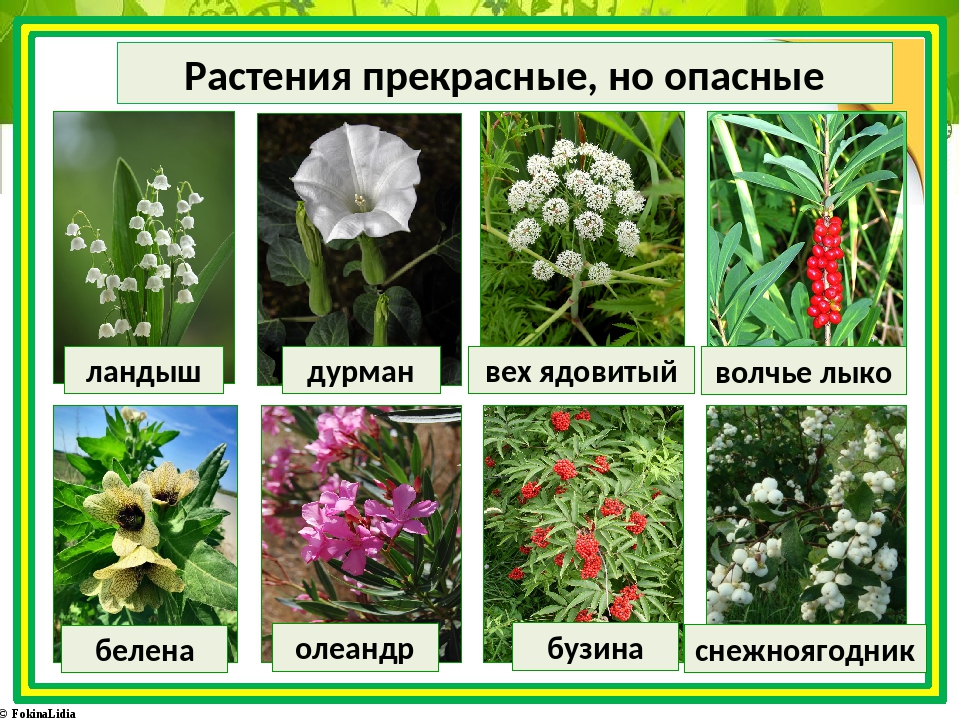 Растения прекрасные, но опасные
ландыш
дурман
вех ядовитый
волчье лыко
белена
олеандр
бузина
снежноягодник
© FokinaLidia